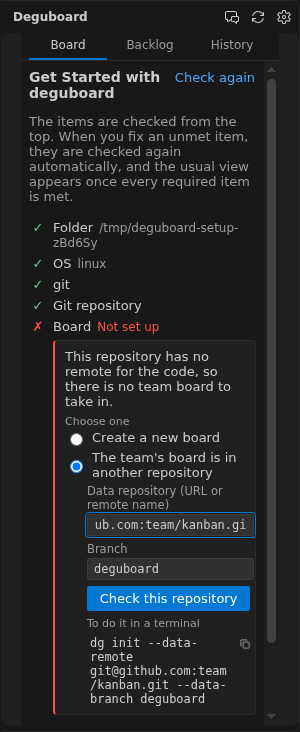 Deguboard
Board Backlog History
Get Started with
deguboard
Check again
The items are checked from the
top. When you fix an unmet item,
they are checked again
automatically, and the usual view
appears once every required item
is met.
✓ Folder /tmp/deguboard-setup-
zBd6Sy
✓ OS linux
✓ git
✓ Git repository
✗ Board Not set up
This repository has no
remote for the code, so
there is no team board to
take in.
Choose one
Create a new board
The team's board is in
another repository
Data repository (URL or
remote name)
ub.com:team/kanban.gi
Branch
deguboard
Check this repository
To do it in a terminal
dg init --data-
remote
git@github.com:team
/kanban.git --data-
branch deguboard